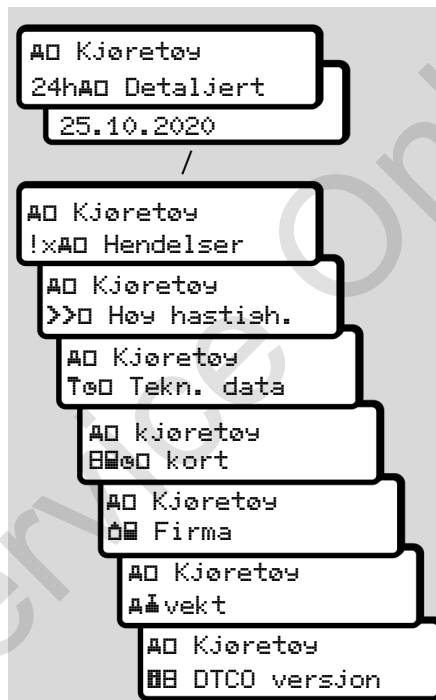 Kjøretøy
24h Detaljert
25.10.2020
/
Kjøretøy
!x Hendelser
Kjøretøy
>> Høy hastigh.
Kjøretøy
Tekn. data
kjøretøy
kort
Kjøretøy
Firma
Kjøretøy
vekt
Kjøretøy
DTCO versjon